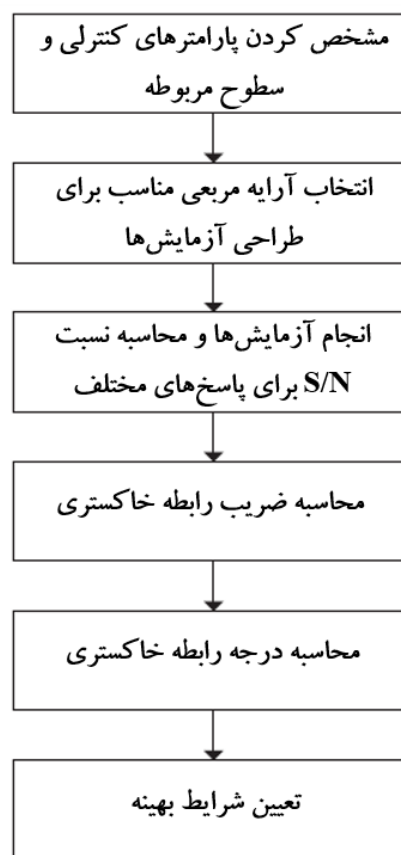 مشخص کردن پارامترهای کنترلی و
سطوح مربوطه
انتخاب آرایه مربعی مناسب برای
طراحی آزمایش‌ها
انجام آزمایش‌ها و محاسبه نسبت
S/N برای پاسخ‌های مختلف
محاسبه ضریب رابطه خاکستری
محاسبه درجه رابطه خاکستری
تعیین شرایط بهینه